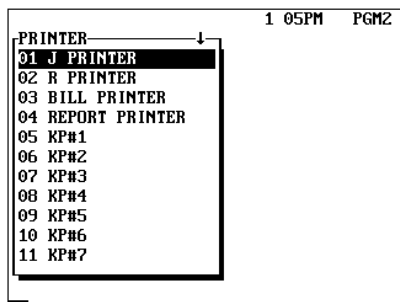 1 05PM PGM2
PRINTER
01 J PRINTER
02 R PRINTER
03 BILL PRINTER
04 REPORT PRINTER
05 KP#1
06 KP#2
07 KP#3
08 KP#4
09 KP#5
10 KP#6
11 KP#7